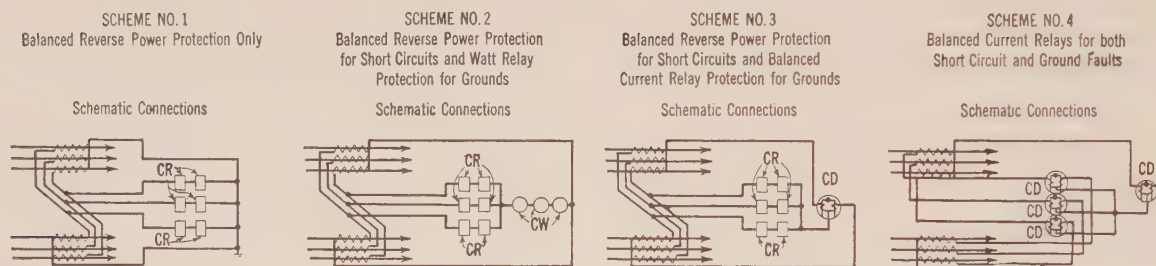 SCHEME NO. 1
Balanced Reverse Power Protection Only
Schematic Connections
CR
CR
SCHEME NO. 2
Balanced Reverse Power Protection
for Short Circuits and Watt Relay
Protection for Grounds
Schematic Connections
CR
CW
CR
SCHEME NO. 3
Balanced Reverse Power Protection
for Short Circuits and Balanced
Current Relay Protection for Grounds
Schematic Connections
CR
CD
CR
SCHEME NO. 4
Balanced Current Relays for both
Short Circuit and Ground Faults
Schematic Connections
CD
CD
CD
CD